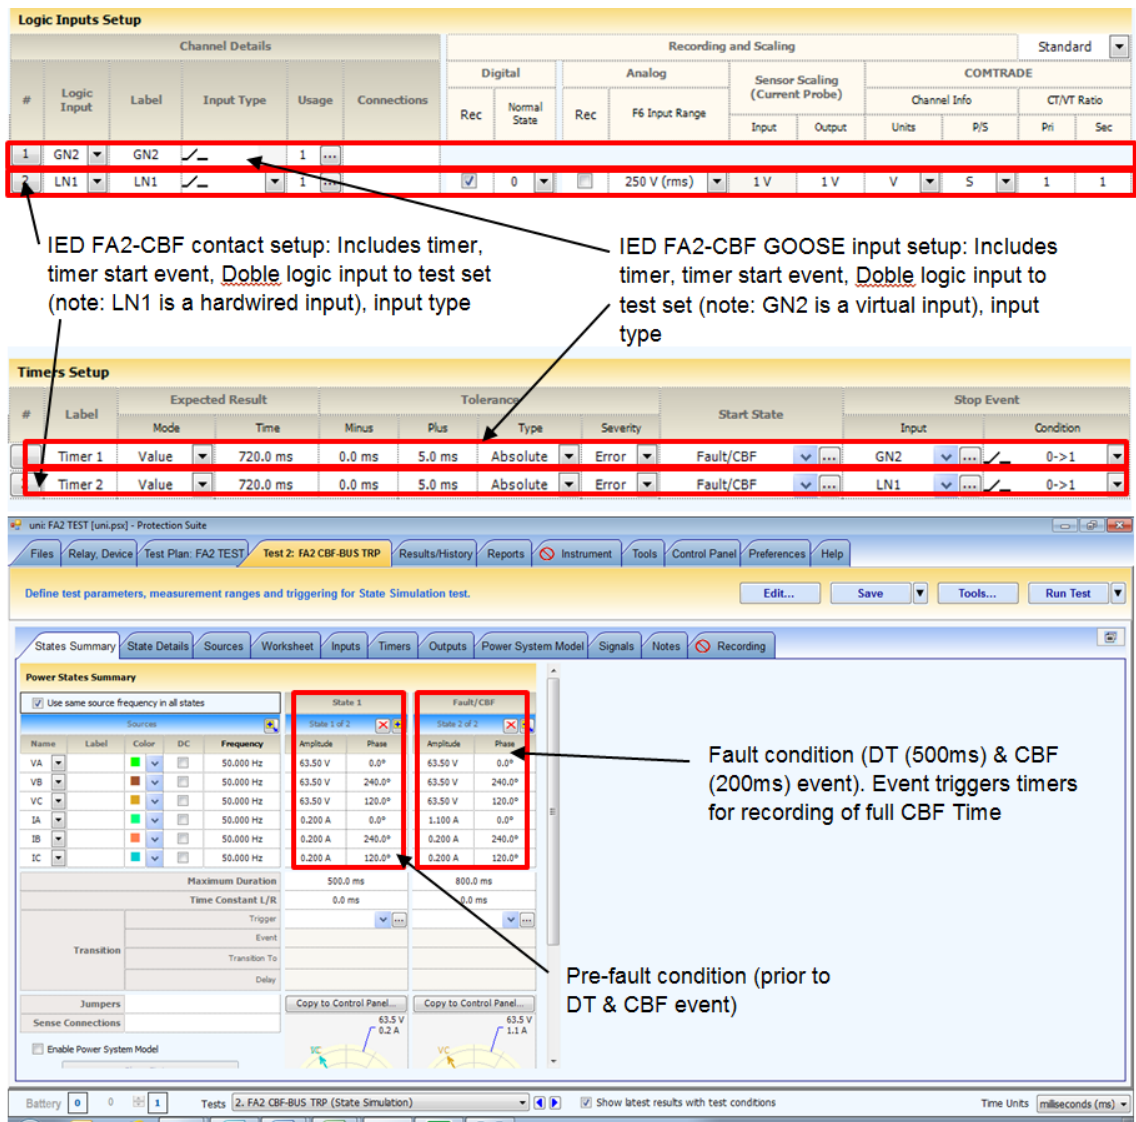 Logic Inputs Setup
Channel Details
Recording and Scaling
Standard
# Logic Input Label Input Type Usage Connections
Digital Analog Sensor Scaling (Current Probe) COMTRADE
Rec Normal State Rec F6 Input Range Channel Info CT/VT Ratio
Input Output Units P/S Pri Sec
1 GN2 GN2 1 ...
2 LN1 LN1 1 ... 0 250 V (rms) 1 V 1 V V S 1 1
IED FA2-CBF contact setup: Includes timer,
timer start event, Doble logic input to test set
(note: LN1 is a hardwired input), input type
IED FA2-CBF GOOSE input setup: Includes
timer, timer start event, Doble logic input to
test set (note: GN2 is a virtual input), input
type
Timers Setup
# Label Expected Result Tolerance Start State Stop Event
Mode Time Minus Plus Type Severity Input Condition
Timer 1 Value 720.0 ms 0.0 ms 5.0 ms Absolute Error Fault/CBF ... GN2 ... 0->1
Timer 2 Value 720.0 ms 0.0 ms 5.0 ms Absolute Error Fault/CBF ... LN1 ... 0->1
uni: FA2 TEST [uni.psx] - Protection Suite
Files Relay, Device Test Plan: FA2 TEST Test 2: FA2 CBF-BUS TRP Results/History Reports Instrument Tools Control Panel Preferences Help
Define test parameters, measurement ranges and triggering for State Simulation test.
Edit... Save Tools... Run Test
States Summary State Details Sources Worksheet Inputs Timers Outputs Power System Model Signals Notes Recording
Power States Summary
Use same source frequency in all states State 1 Fault/CBF
Sources State 1 of 2 State 2 of 2
Name Label Color DC Frequency Amplitude Phase Amplitude Phase
VA 50.000 Hz 63.50 V 0.0° 63.50 V 0.0°
VB 50.000 Hz 63.50 V 240.0° 63.50 V 240.0°
VC 50.000 Hz 63.50 V 120.0° 63.50 V 120.0°
IA 50.000 Hz 0.200 A 0.0° 1.100 A 0.0°
IB 50.000 Hz 0.200 A 240.0° 0.200 A 240.0°
IC 50.000 Hz 0.200 A 120.0° 0.200 A 120.0°
Maximum Duration 500.0 ms 800.0 ms
Time Constant L/R 0.0 ms 0.0 ms
Transition
Trigger ... ...
Event
Transition To
Delay
Jumpers Copy to Control Panel... Copy to Control Panel...
Sense Connections
63.5 V 63.5 V
0.2 A 1.1 A
VC VC
Enable Power System Model
Fault condition (DT (500ms) & CBF
(200ms) event). Event triggers timers
for recording of full CBF Time
Pre-fault condition (prior to
DT & CBF event)
Battery 0 0 1 Tests 2. FA2 CBF-BUS TRP (State Simulation) Show latest results with test conditions Time Units milliseconds (ms)